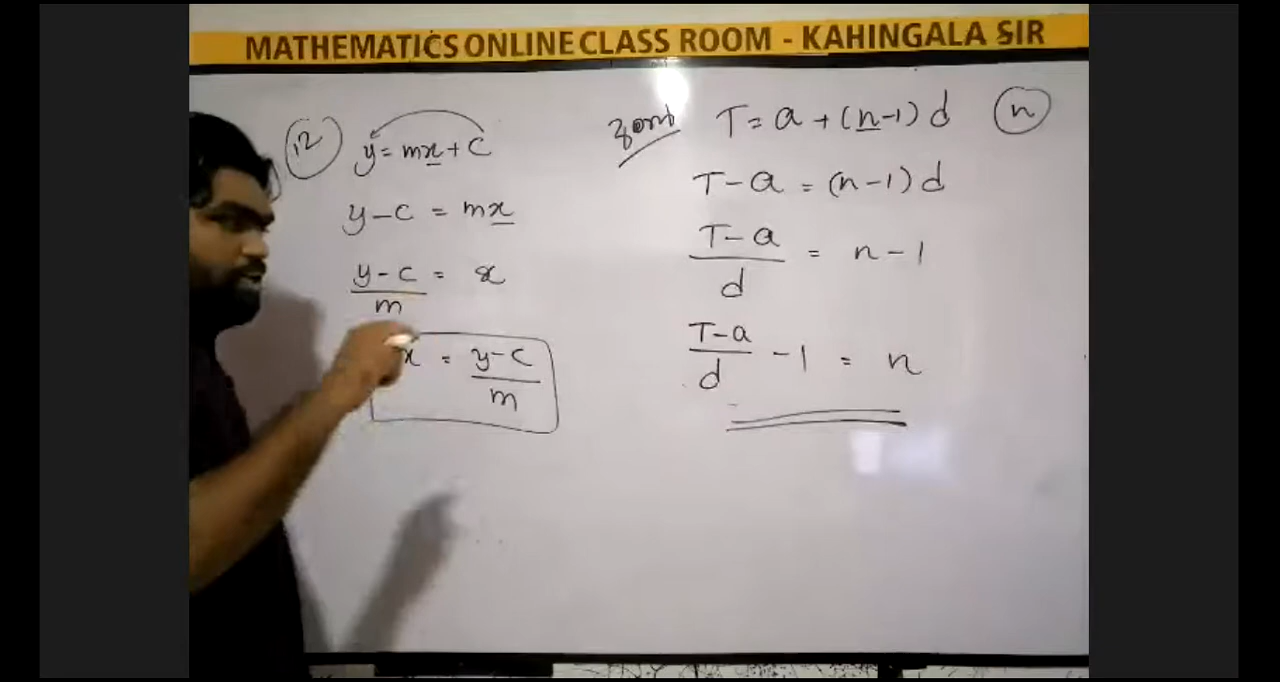 MATHEMATICS ONLINE CLASS ROOM - KAHINGALA SIR
12
y = mx + C
y - c = mx
y - c / m = x
x = y - c / m
T = a + (n-1) d
n
T - a = (n-1) d
T - a / d = n - 1
T-a / d - 1 = n